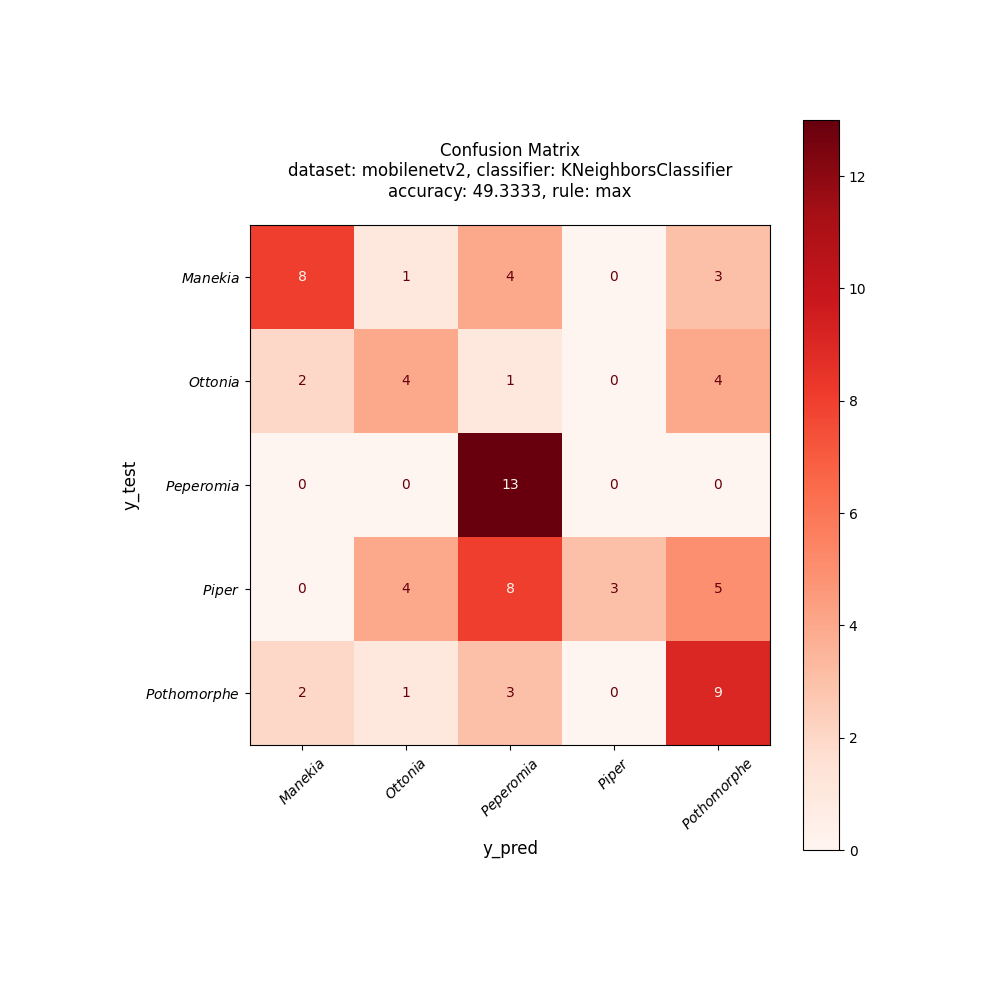 Confusion Matrix
dataset: mobilenetv2, classifier: KNeighborsClassifier
accuracy: 49.3333, rule: max
y_test
Manekia 8 1 4 0 3
Ottonia 2 4 1 0 4
Peperomia 0 0 13 0 0
Piper 0 4 8 3 5
Pothomorphe 2 1 3 0 9
Manekia Ottonia Peperomia Piper Pothomorphe
y_pred
12
10
8
6
4
2
0